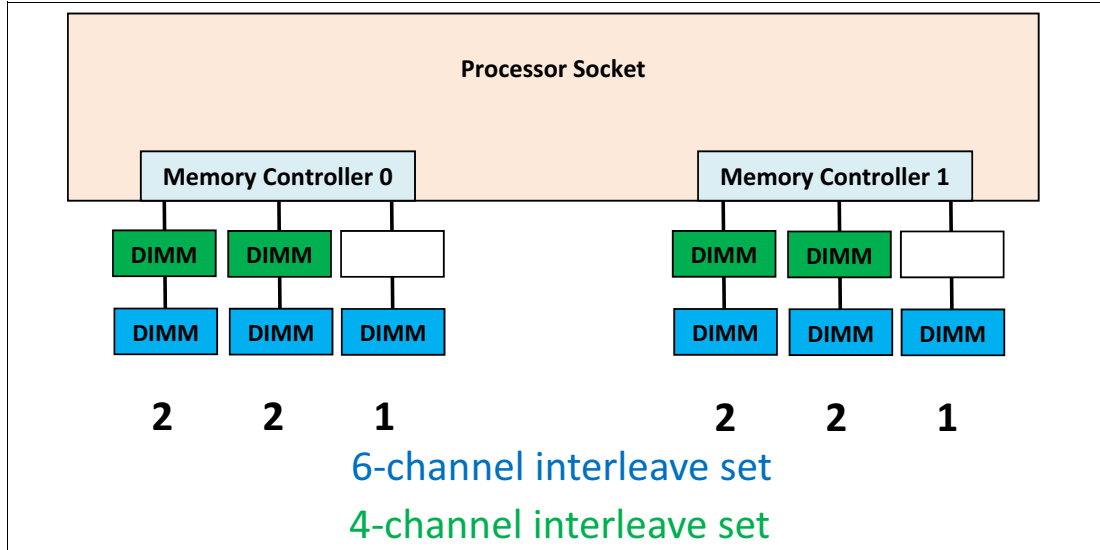 Processor Socket
Memory Controller 0
Memory Controller 1
DIMM DIMM DIMM DIMM
DIMM DIMM DIMM DIMM DIMM DIMM
2 2 1 2 2 1
6-channel interleave set
4-channel interleave set